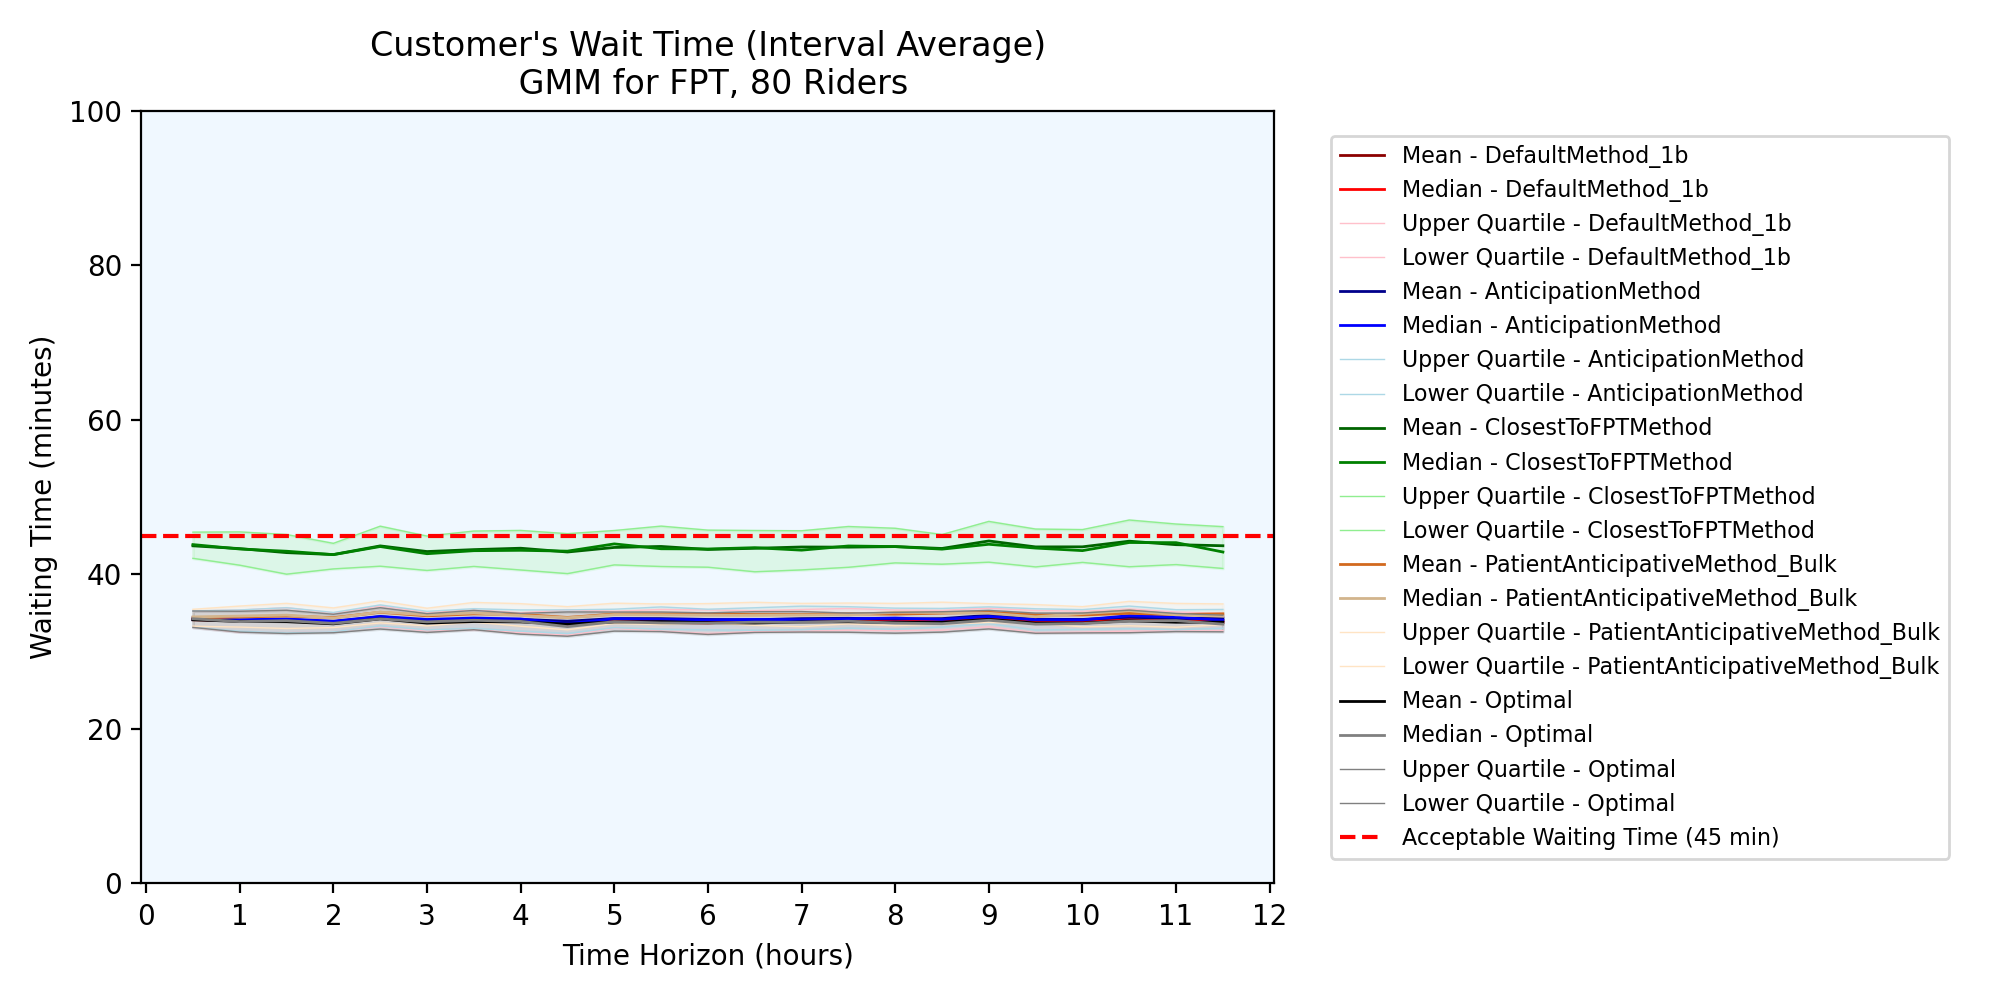 Customer's Wait Time (Interval Average)
GMM for FPT, 80 Riders
Waiting Time (minutes)
100
80
60
40
20
0
0 1 2 3 4 5 6 7 8 9 10 11 12
Time Horizon (hours)
Mean - DefaultMethod_1b
Median - DefaultMethod_1b
Upper Quartile - DefaultMethod_1b
Lower Quartile - DefaultMethod_1b
Mean - AnticipationMethod
Median - AnticipationMethod
Upper Quartile - AnticipationMethod
Lower Quartile - AnticipationMethod
Mean - ClosestToFPTMethod
Median - ClosestToFPTMethod
Upper Quartile - ClosestToFPTMethod
Lower Quartile - ClosestToFPTMethod
Mean - PatientAnticipativeMethod_Bulk
Median - PatientAnticipativeMethod_Bulk
Upper Quartile - PatientAnticipativeMethod_Bulk
Lower Quartile - PatientAnticipativeMethod_Bulk
Mean - Optimal
Median - Optimal
Upper Quartile - Optimal
Lower Quartile - Optimal
Acceptable Waiting Time (45 min)